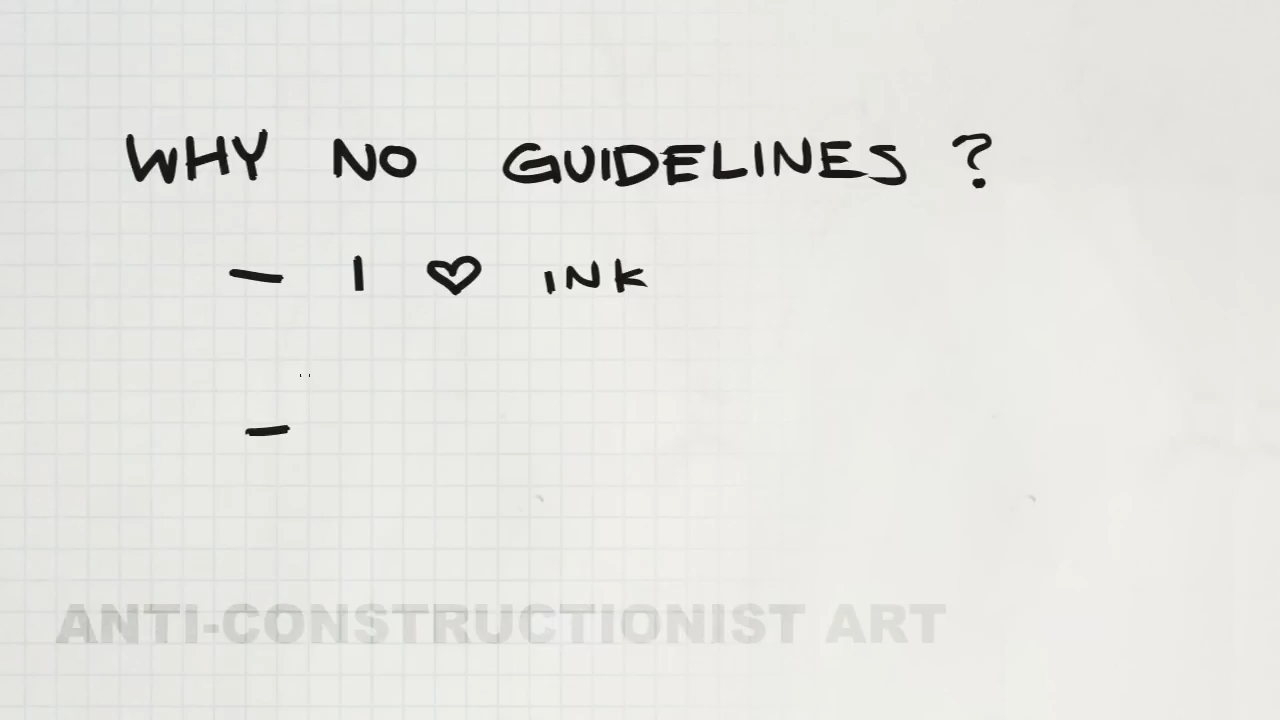 WHY NO GUIDELINES ?
- I ♡ INK
-
ANTI-CONSTRUCTIONIST ART